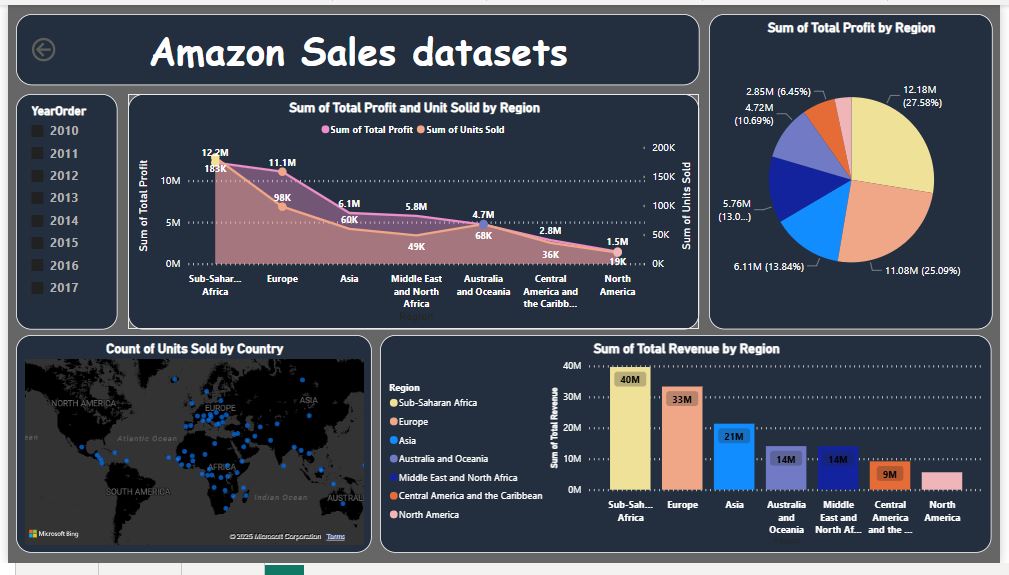 Amazon Sales datasets
YearOrder
2010
2011
2012
2013
2014
2015
2016
2017
Sum of Total Profit and Unit Solid by Region
Sum of Total Profit
Sum of Units Sold
Sum of Total Profit
10M
5M
0M
12.2M
183K
11.1M
98K
6.1M
60K
5.8M
49K
4.7M
68K
2.8M
36K
1.5M
19K
200K
150K
100K
50K
0K
Sum of Units Sold
Sub-Sahar...
Africa
Europe
Asia
Middle East
and North
Africa
Australia
and Oceania
Central
America and
the Caribb...
North
America
Region
Sum of Total Profit by Region
12.18M
(27.58%)
11.08M (25.09%)
6.11M (13.84%)
5.76M
(13.0...)
4.72M
(10.69%)
2.85M (6.45%)
Count of Units Sold by Country
NORTH AMERICA
EUROPE
ASIA
ean
Atlantic Ocean
AFRICA
SOUTH AMERICA
Indian Ocean
AUSTRAL
Microsoft Bing
© 2025 Microsoft Corporation
Terms
Sum of Total Revenue by Region
Region
Sub-Saharan Africa
Europe
Asia
Australia and Oceania
Middle East and North Africa
Central America and the Caribbean
North America
Sum of Total Revenue
40M
30M
20M
10M
0M
40M
33M
21M
14M
14M
9M
Sub-Sah...
Africa
Europe
Asia
Australia
and
Oceania
Middle
East and
North Af...
Central
America
and the ...
North
America